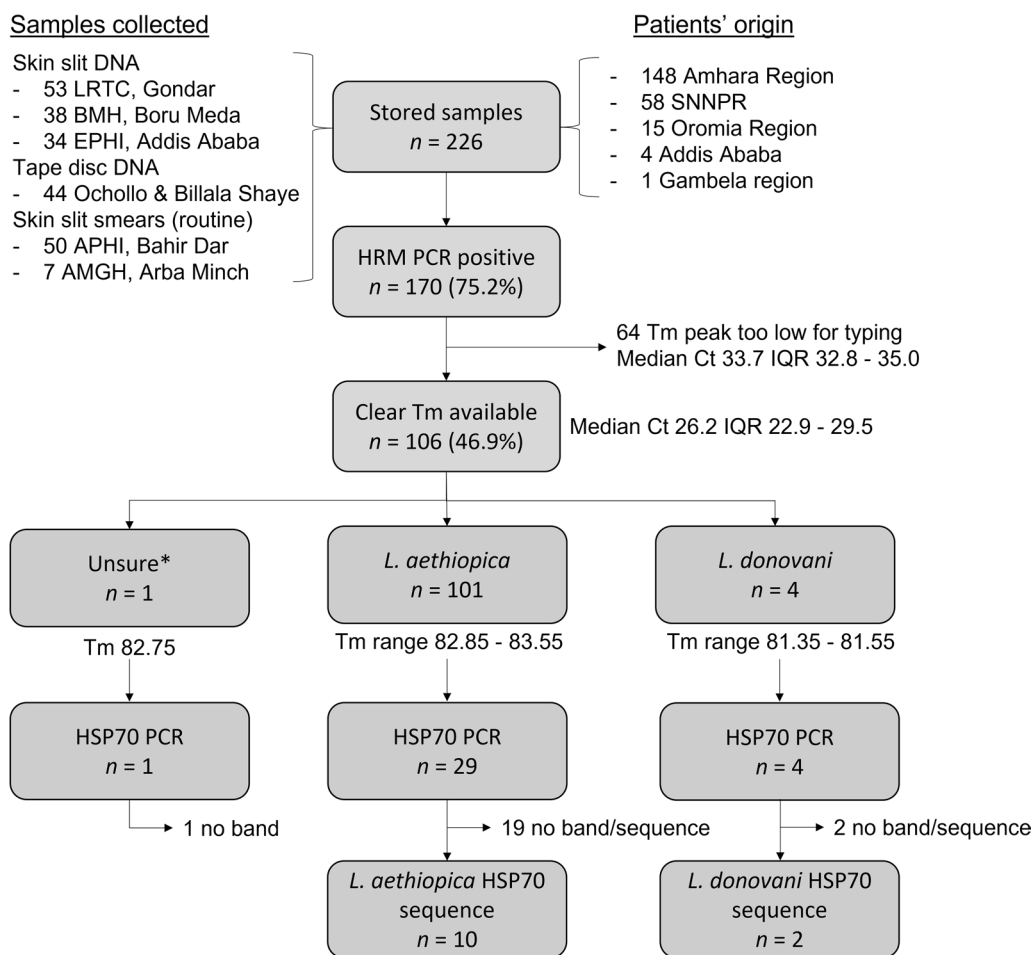 Samples collected
Skin slit DNA
- 53 LRTC, Gondar
- 38 BMH, Boru Meda
- 34 EPHI, Addis Ababa
Tape disc DNA
- 44 Ochollo & Billala Shaye
Skin slit smears (routine)
- 50 APHI, Bahir Dar
- 7 AMGH, Arba Minch
Patients' origin
- 148 Amhara Region
- 58 SNNPR
- 15 Oromia Region
- 4 Addis Ababa
- 1 Gambela region
Stored samples
n = 226
HRM PCR positive
n = 170 (75.2%)
64 Tm peak too low for typing
Median Ct 33.7 IQR 32.8 - 35.0
Clear Tm available
n = 106 (46.9%)
Median Ct 26.2 IQR 22.9 - 29.5
Unsure*
n = 1
L. aethiopica
n = 101
L. donovani
n = 4
Tm 82.75
Tm range 82.85 - 83.55
Tm range 81.35 - 81.55
HSP70 PCR
n = 1
HSP70 PCR
n = 29
HSP70 PCR
n = 4
1 no band
19 no band/sequence
2 no band/sequence
L. aethiopica HSP70
sequence
n = 10
L. donovani HSP70
sequence
n = 2